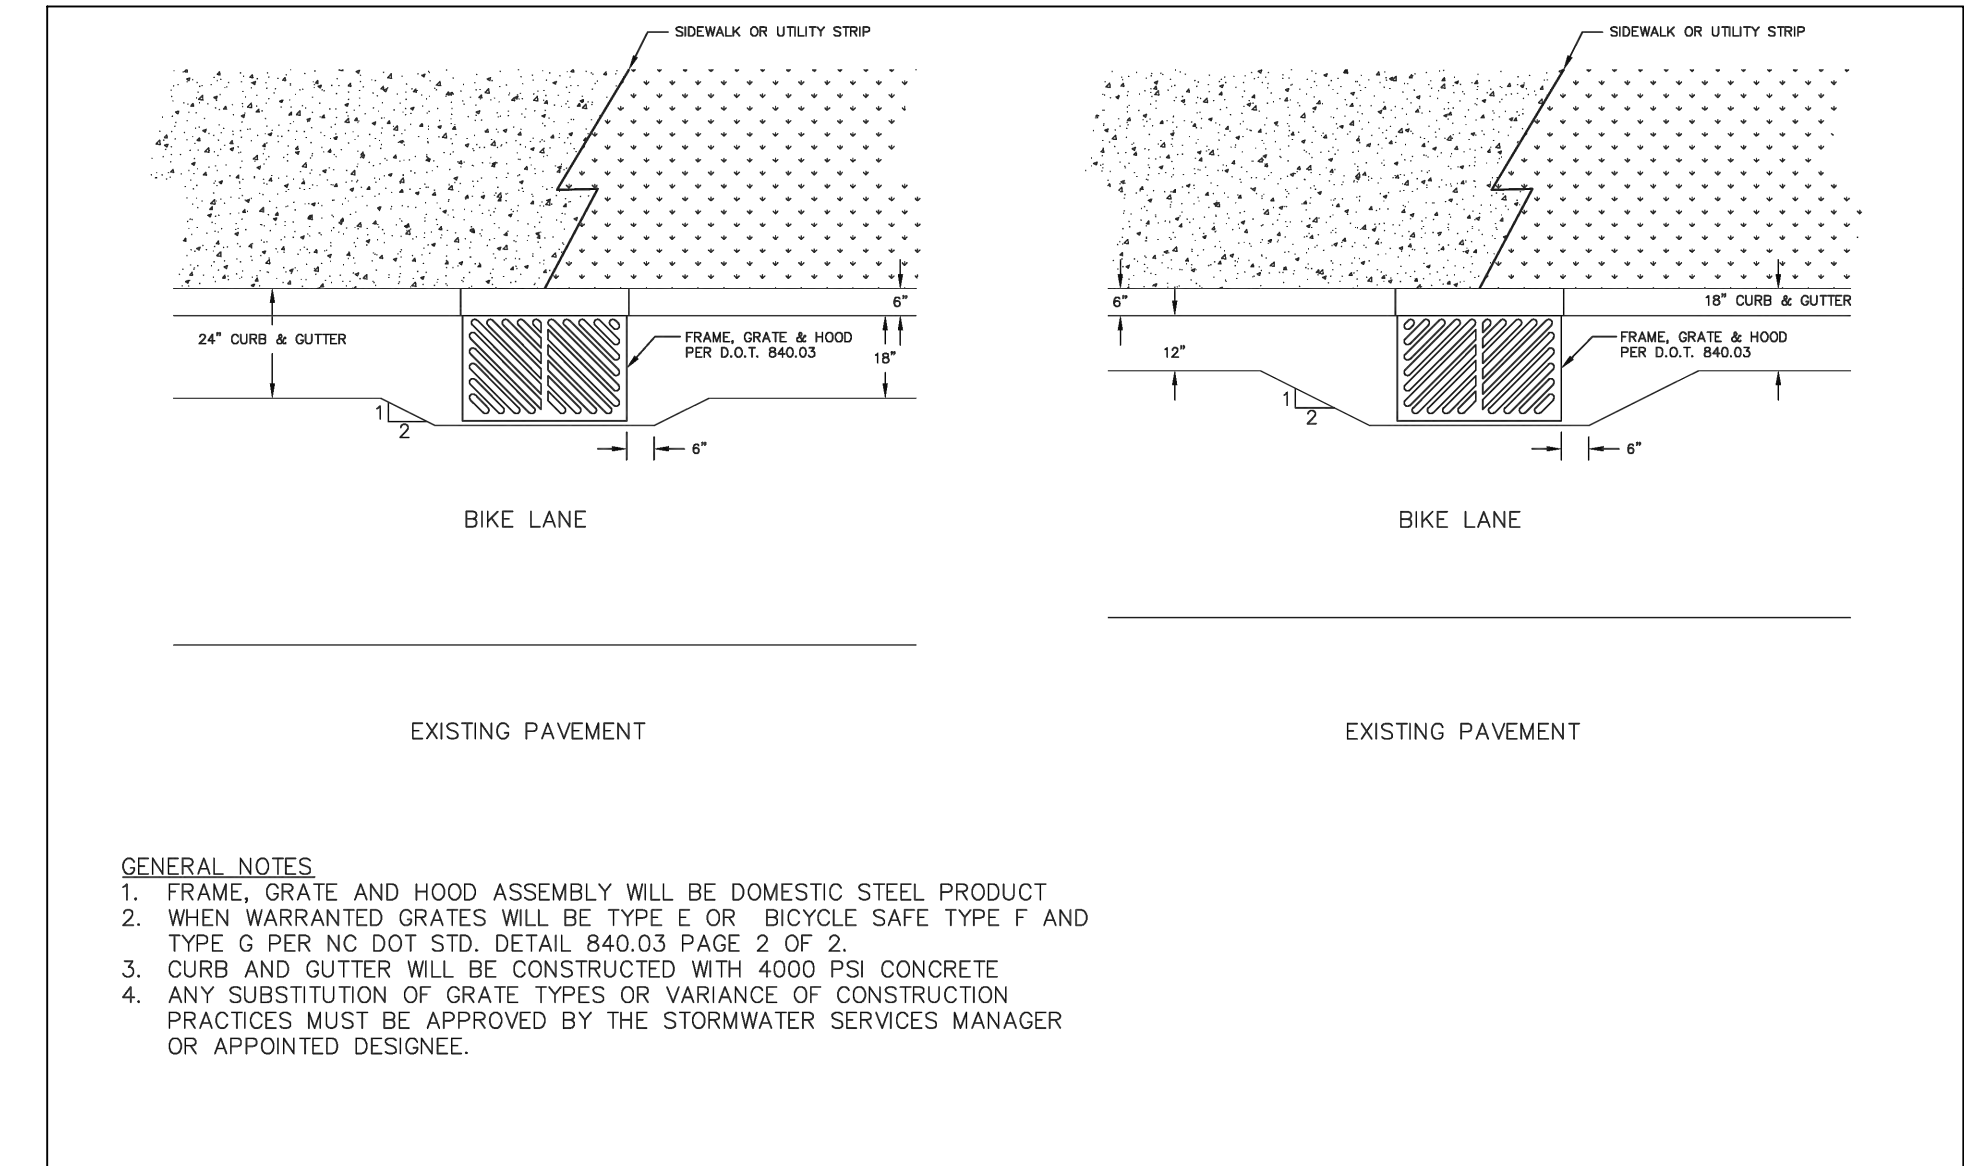 SIDEWALK OR UTILITY STRIP
6"
24" CURB & GUTTER
FRAME, GRATE & HOOD
PER D.O.T. 840.03
18"
1
2
6"
BIKE LANE
EXISTING PAVEMENT
SIDEWALK OR UTILITY STRIP
6"
18" CURB & GUTTER
FRAME, GRATE & HOOD
PER D.O.T. 840.03
12"
1
2
6"
BIKE LANE
EXISTING PAVEMENT
GENERAL NOTES
1. FRAME, GRATE AND HOOD ASSEMBLY WILL BE DOMESTIC STEEL PRODUCT
2. WHEN WARRANTED GRATES WILL BE TYPE E OR BICYCLE SAFE TYPE F AND
TYPE G PER NC DOT STD. DETAIL 840.03 PAGE 2 OF 2.
3. CURB AND GUTTER WILL BE CONSTRUCTED WITH 4000 PSI CONCRETE
4. ANY SUBSTITUTION OF GRATE TYPES OR VARIANCE OF CONSTRUCTION
PRACTICES MUST BE APPROVED BY THE STORMWATER SERVICES MANAGER
OR APPOINTED DESIGNEE.